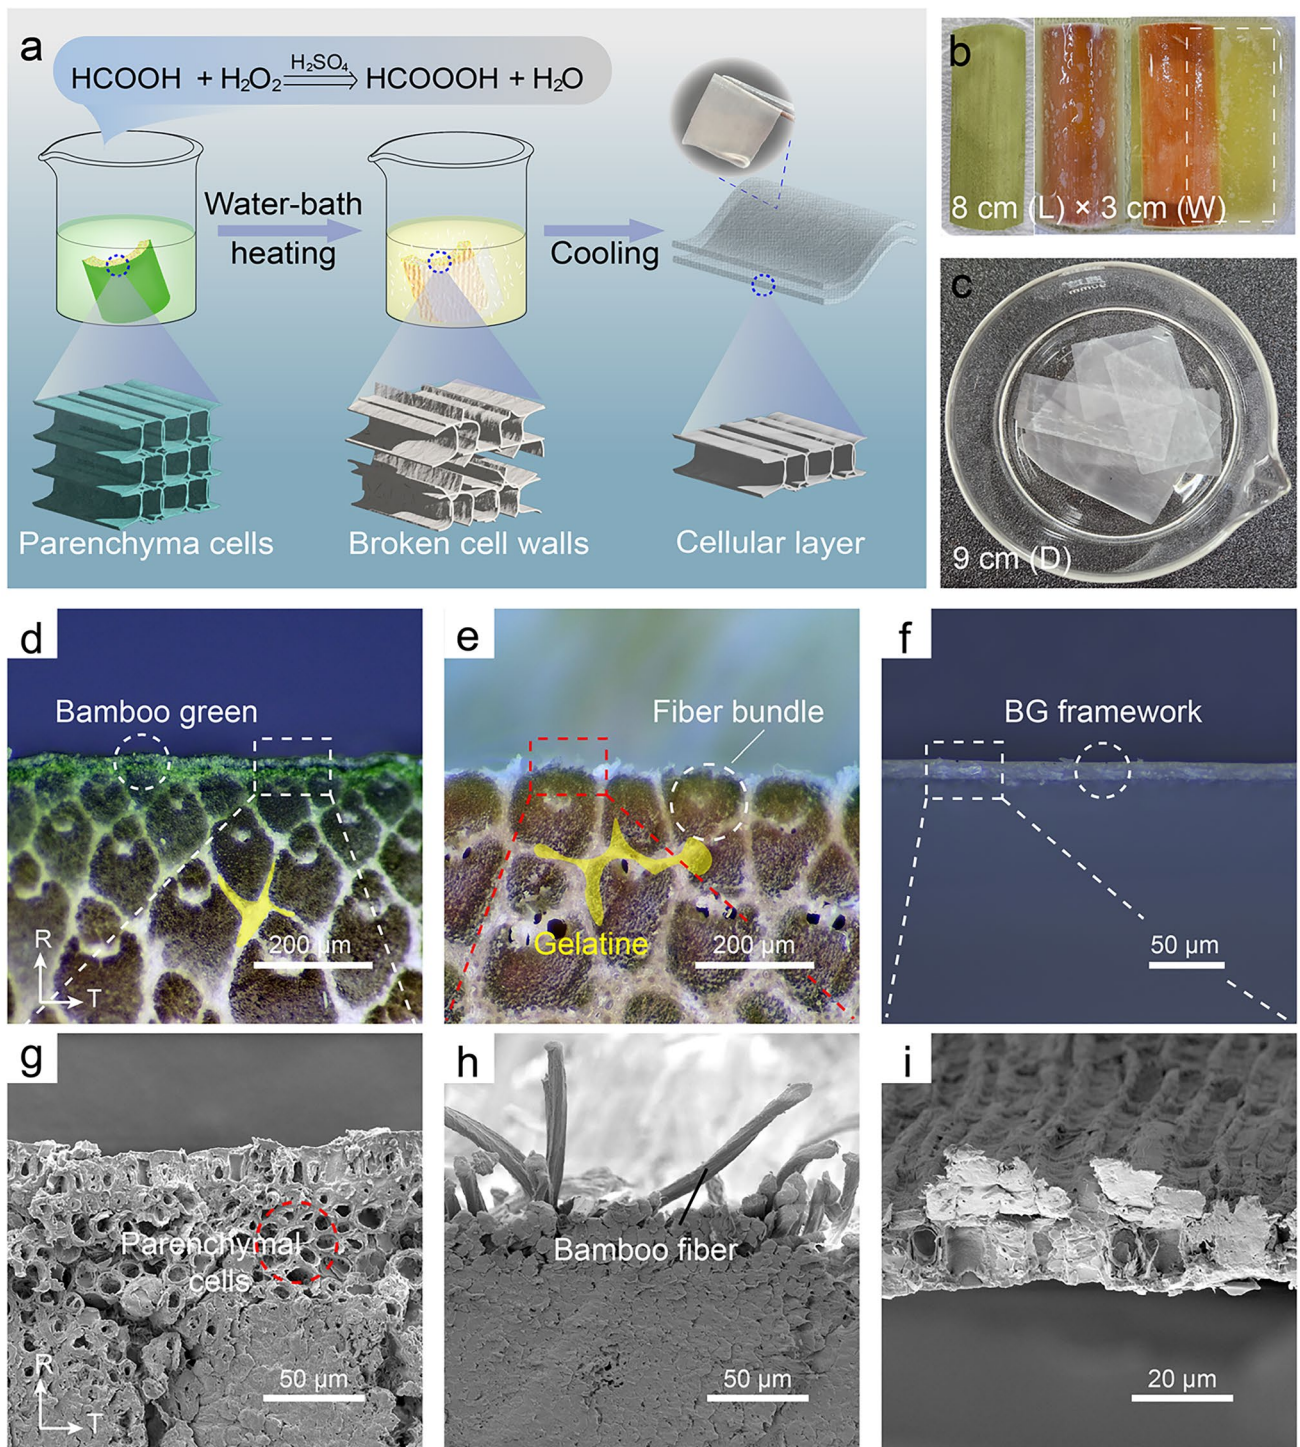 a
HCOOH + H₂O₂ H₂SO₄ HCOOOH + H₂O
Water-bath
heating
Cooling
Parenchyma cells
Broken cell walls
Cellular layer
b
8 cm (L) × 3 cm (W)
c
9 cm (D)
d
Bamboo green
200 µm
R
T
e
Fiber bundle
Gelatine
200 µm
f
BG framework
50 µm
g
Parenchymal
cells
R
T
50 µm
h
Bamboo fiber
50 µm
i
20 µm